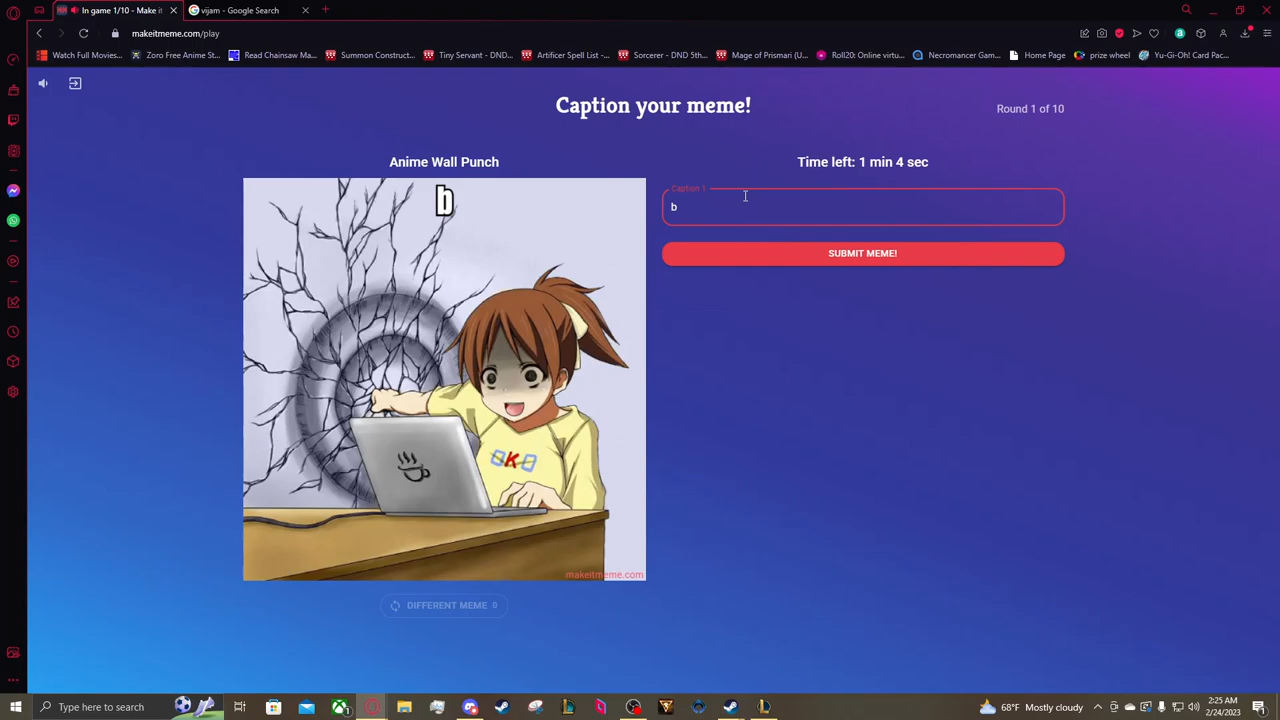 In game 1/10 - Make it
vijam - Google Search
makeitmeme.com/play
Watch Full Movies...
Zoro Free Anime St...
Read Chainsaw Ma...
Summon Construct...
Tiny Servant - DND...
Artificer Spell List -...
Sorcerer - DND 5th...
Mage of Prismari (U...
Roll20: Online virtu...
Necromancer Gam...
Home Page
prize wheel
Yu-Gi-Oh! Card Pac...
Caption your meme!
Round 1 of 10
Anime Wall Punch
Time left: 1 min 4 sec
b
Caption 1
b
SUBMIT MEME!
OKO
makeitmeme.com
DIFFERENT MEME 0
Type here to search
68°F Mostly cloudy
2:25 AM
2/24/2023